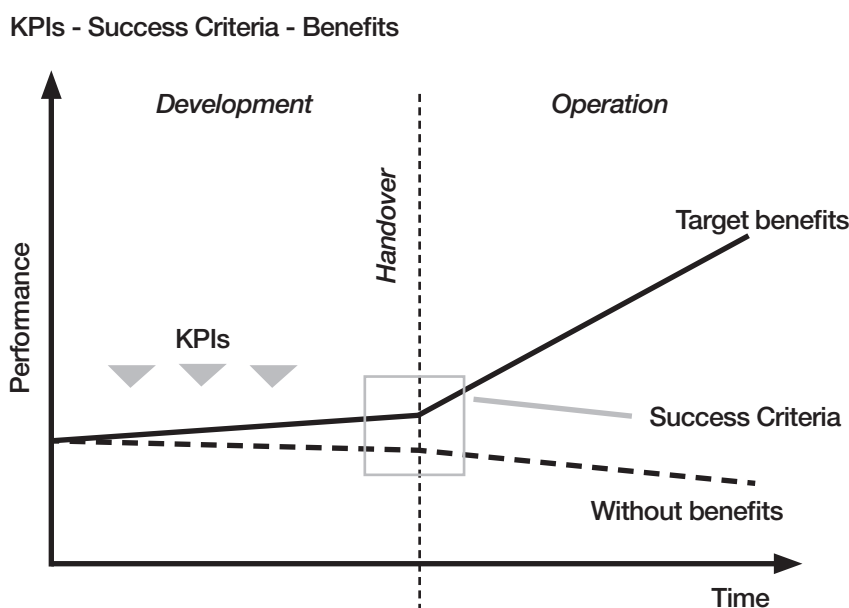 KPIs - Success Criteria - Benefits
Development
Operation
Handover
Target benefits
Performance
KPIs
Success Criteria
Without benefits
Time